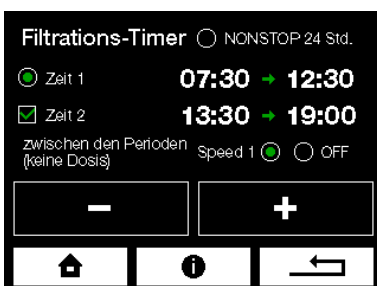 Filtrations-Timer NONSTOP 24 Std.
Zeit 1 07:30 → 12:30
Zeit 2 13:30 → 19:00
zwischen den Perioden Speed 1 OFF
(keine Dosis)